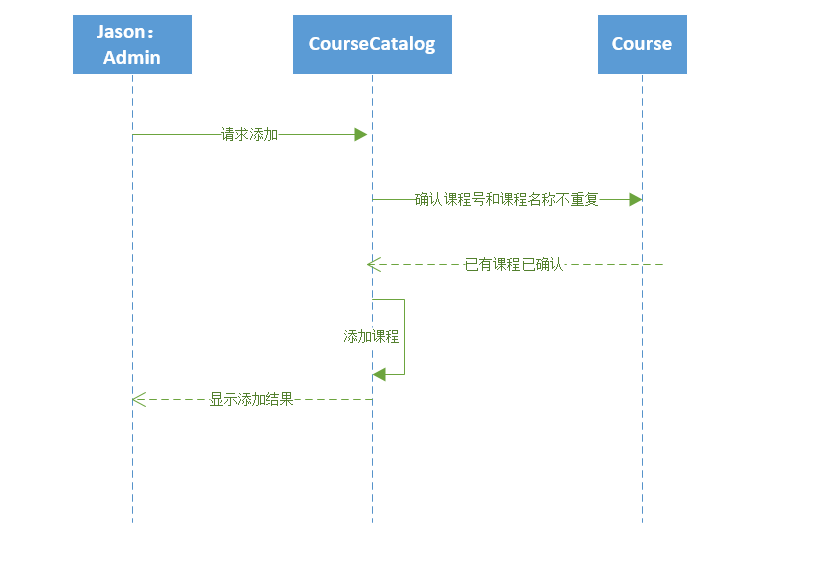 Jason：
Admin
CourseCatalog
Course
请求添加
确认课程号和课程名称不重复
已有课程已确认
添加课程
显示添加结果